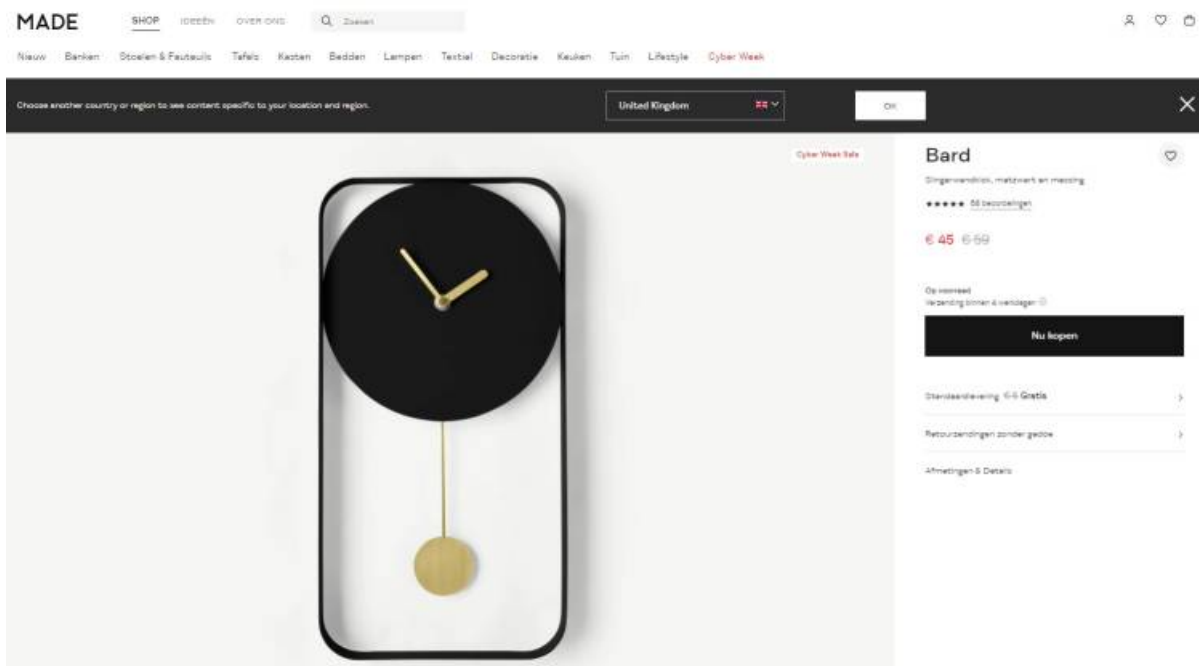 MADE SHOP IDEEËN OVER ONS Zoeken
Nieuw Banken Stoelen & Fauteuils Tafels Kasten Bedden Lampen Textiel Decoratie Keuken Tuin Lifestyle Cyber Week
Choose another country or region to see content specific to your location and region. United Kingdom OK
Cyber Week Sale
Bard
Slingerwandklok, matzwart en messing
56 beoordelingen
€ 45 € 59
Op voorraad
Verzending binnen 4 werkdagen
Nu kopen
Standaardlevering € 5 Gratis
Retourzendingen zonder gedoe
Afmetingen & Details